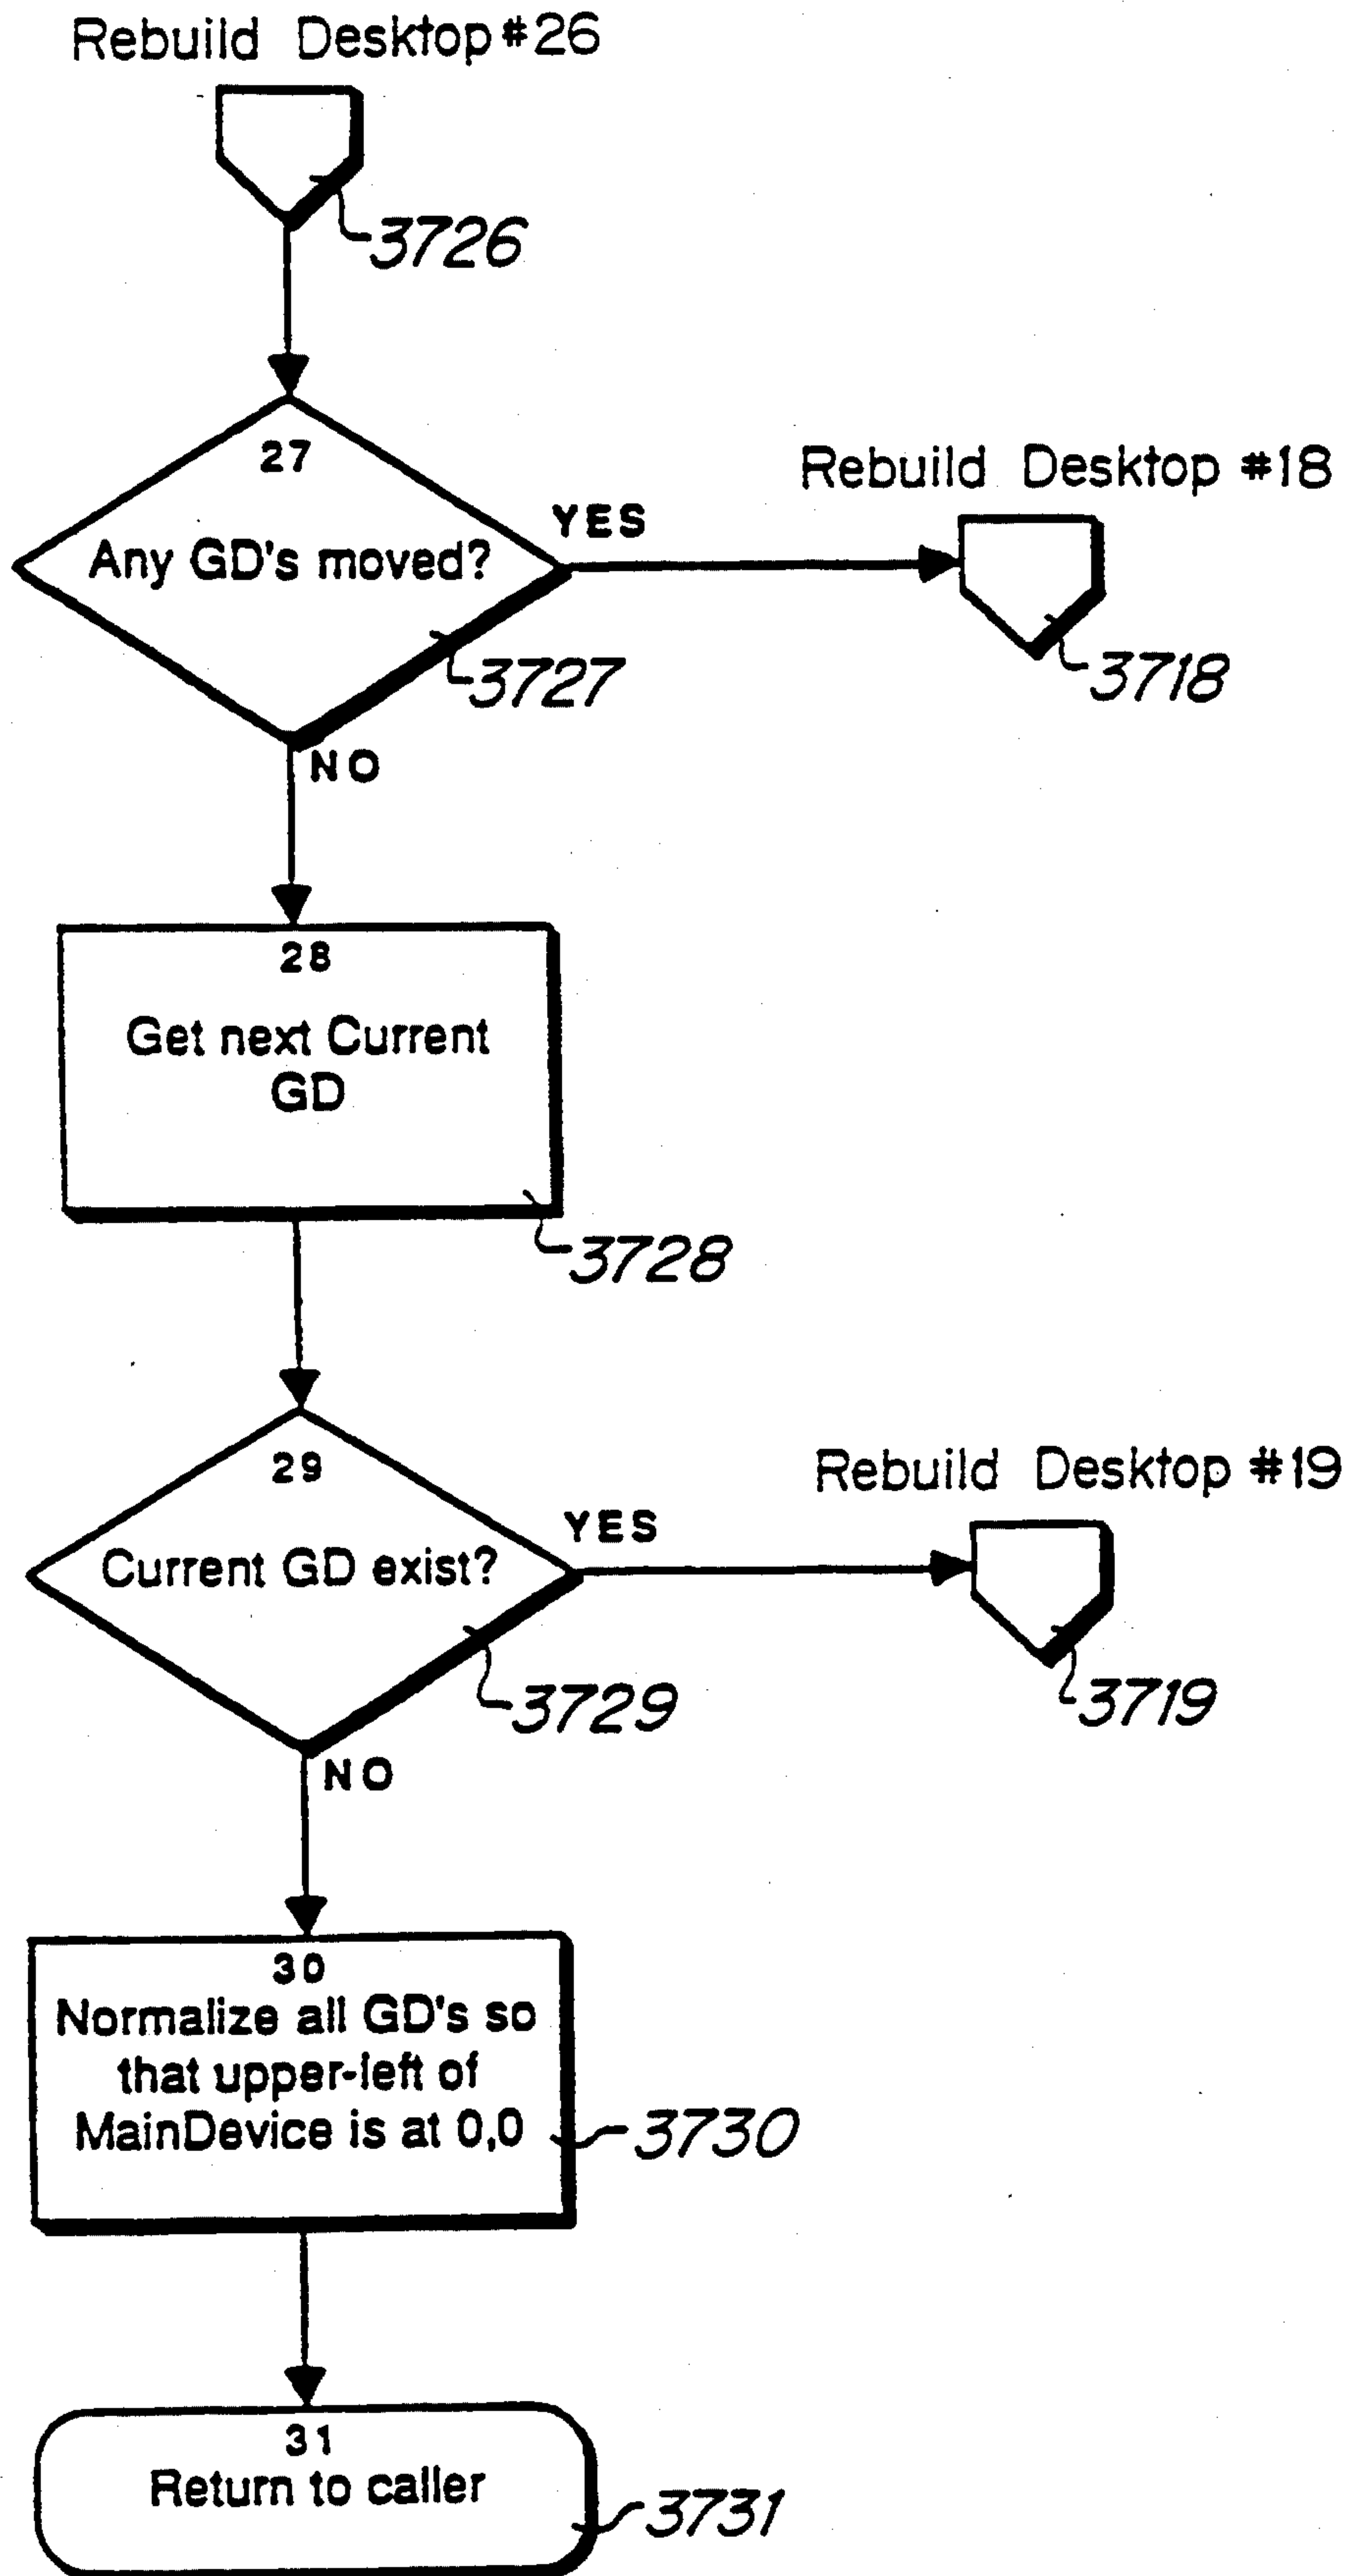 Rebuild Desktop #26
3726
27
Any GD's moved?
YES
3727
NO
Rebuild Desktop #18
3718
28
Get next Current
GD
3728
29
Current GD exist?
YES
3729
NO
Rebuild Desktop #19
3719
30
Normalize all GD's so
that upper-left of
MainDevice is at 0,0
3730
31
Return to caller
3731